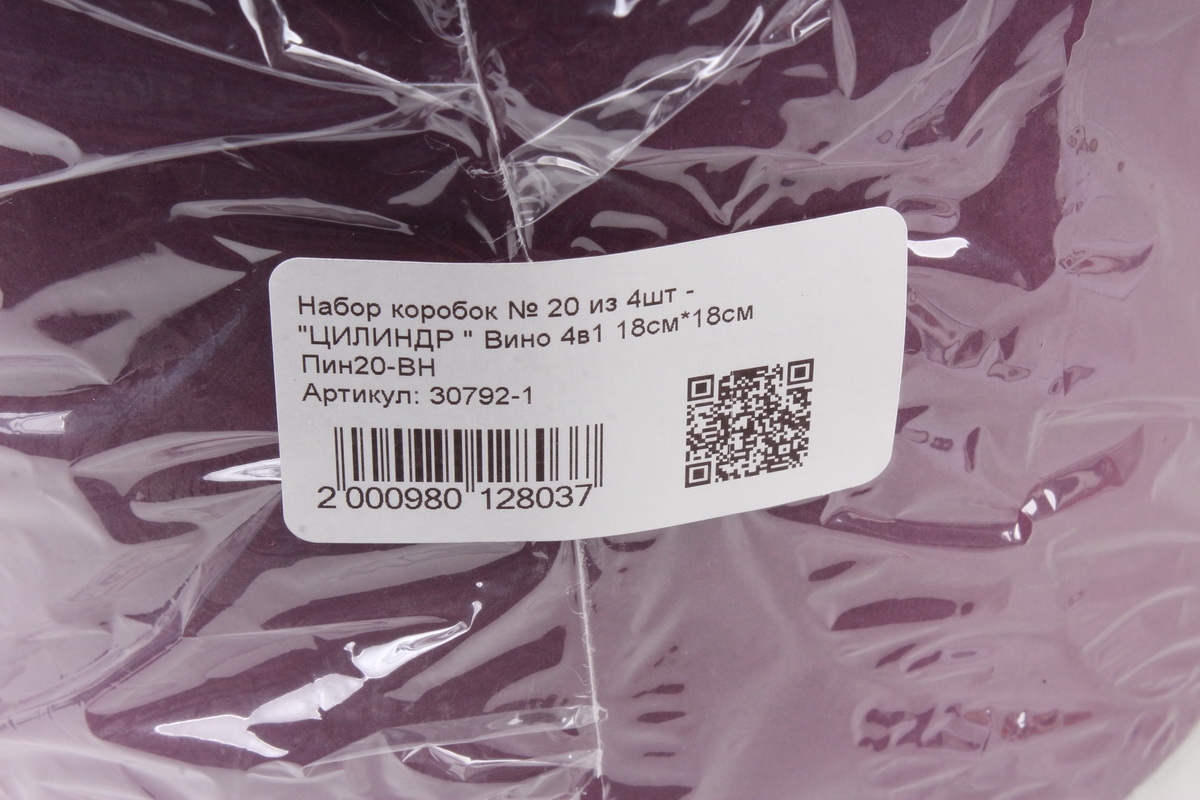 Набор коробок № 20 из 4шт -
"ЦИЛИНДР " Вино 4в1 18см*18см
Пин20-ВН
Артикул: 30792-1
2 000980 128037